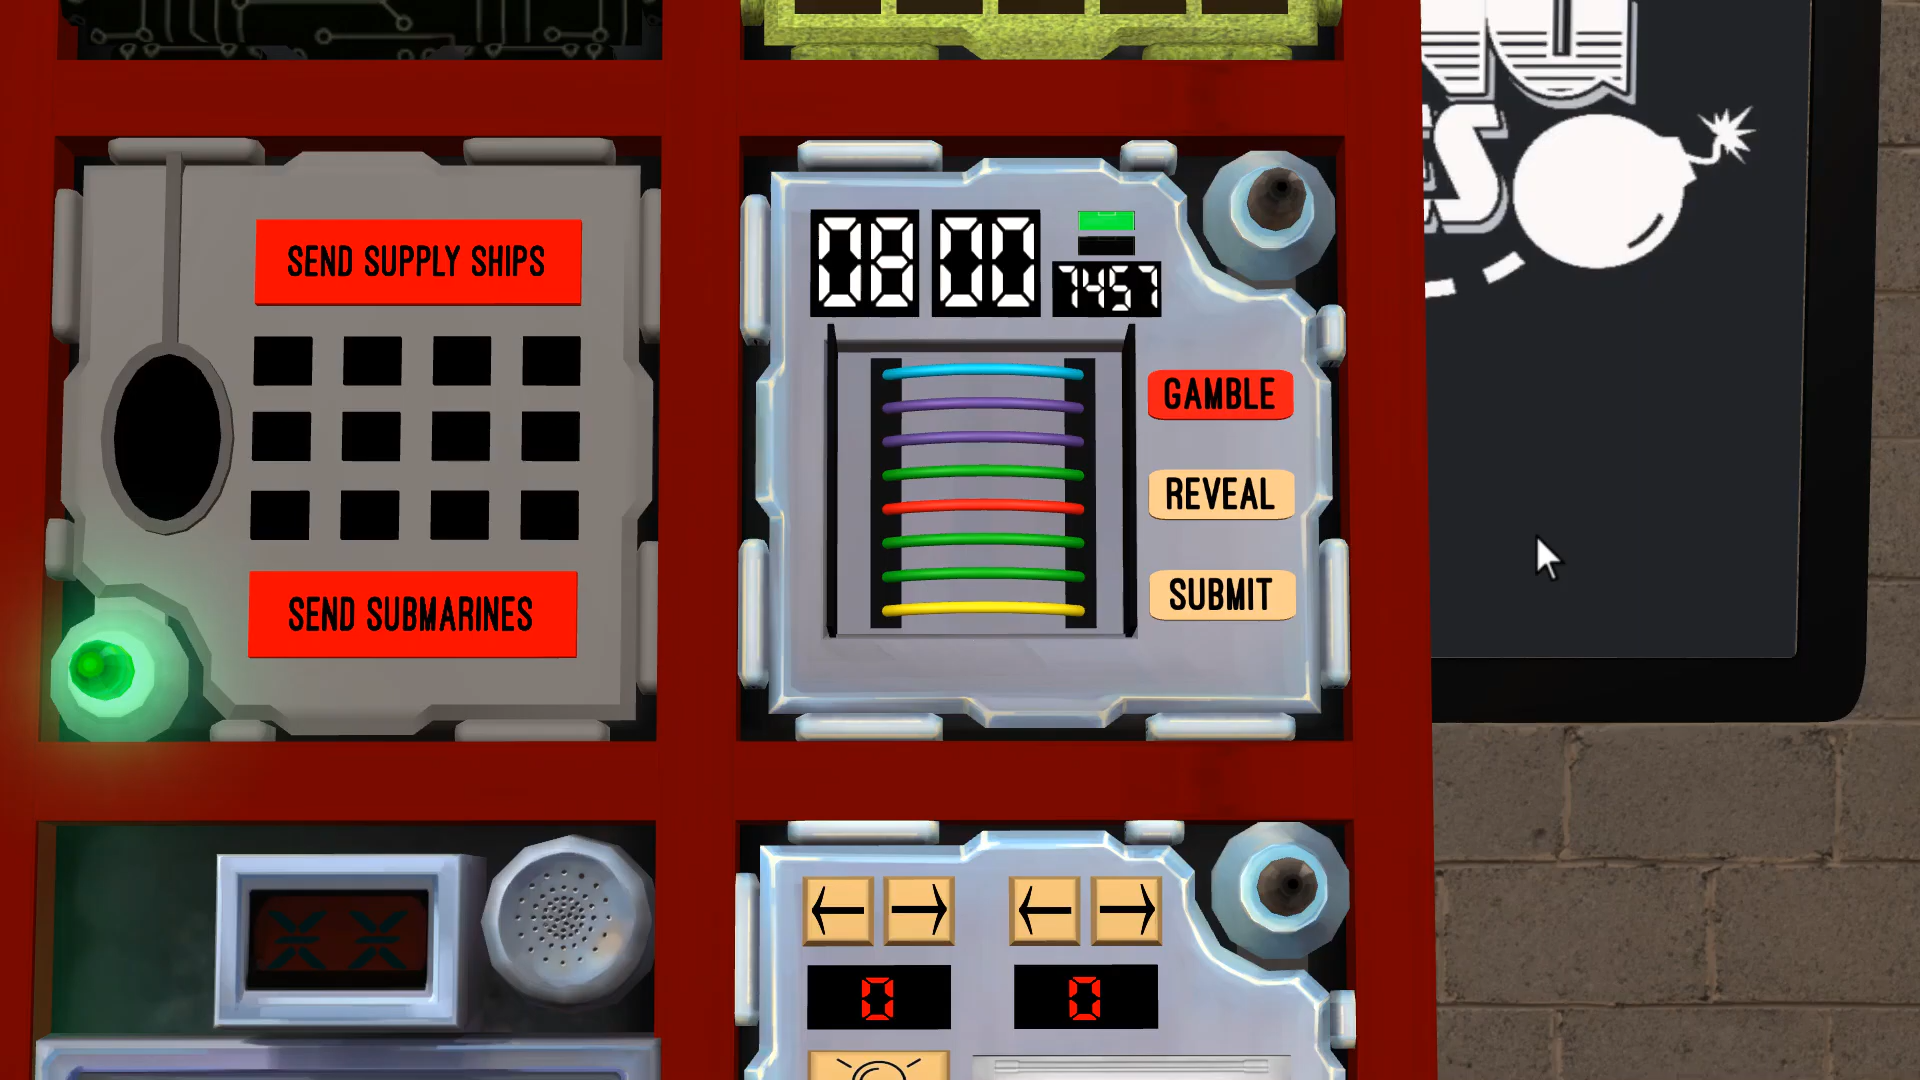 SEND SUPPLY SHIPS
SEND SUBMARINES
08 00
7457
GAMBLE
REVEAL
SUBMIT
0 0